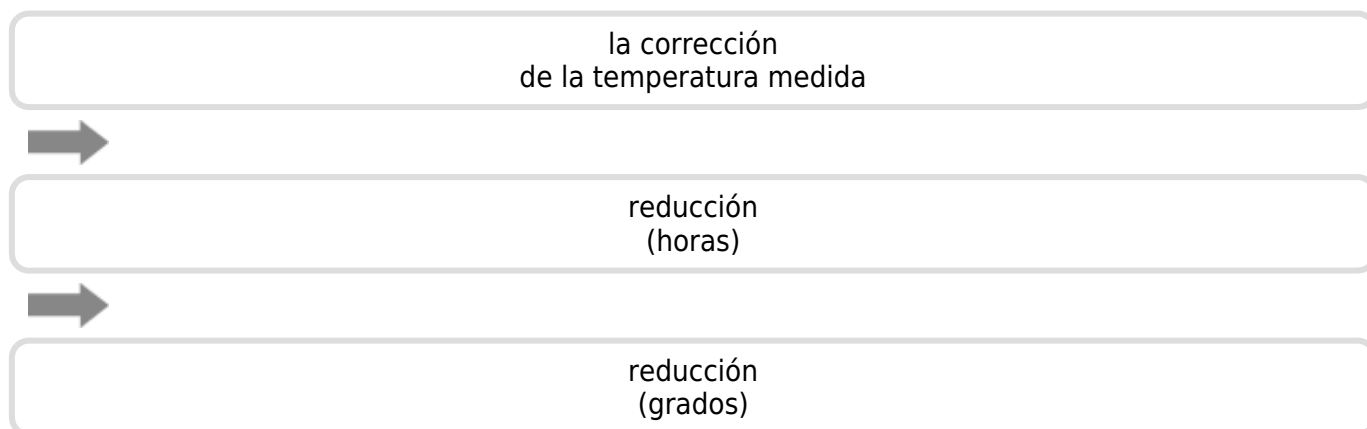 la corrección
de la temperatura medida
reducción
(horas)
reducción
(grados)